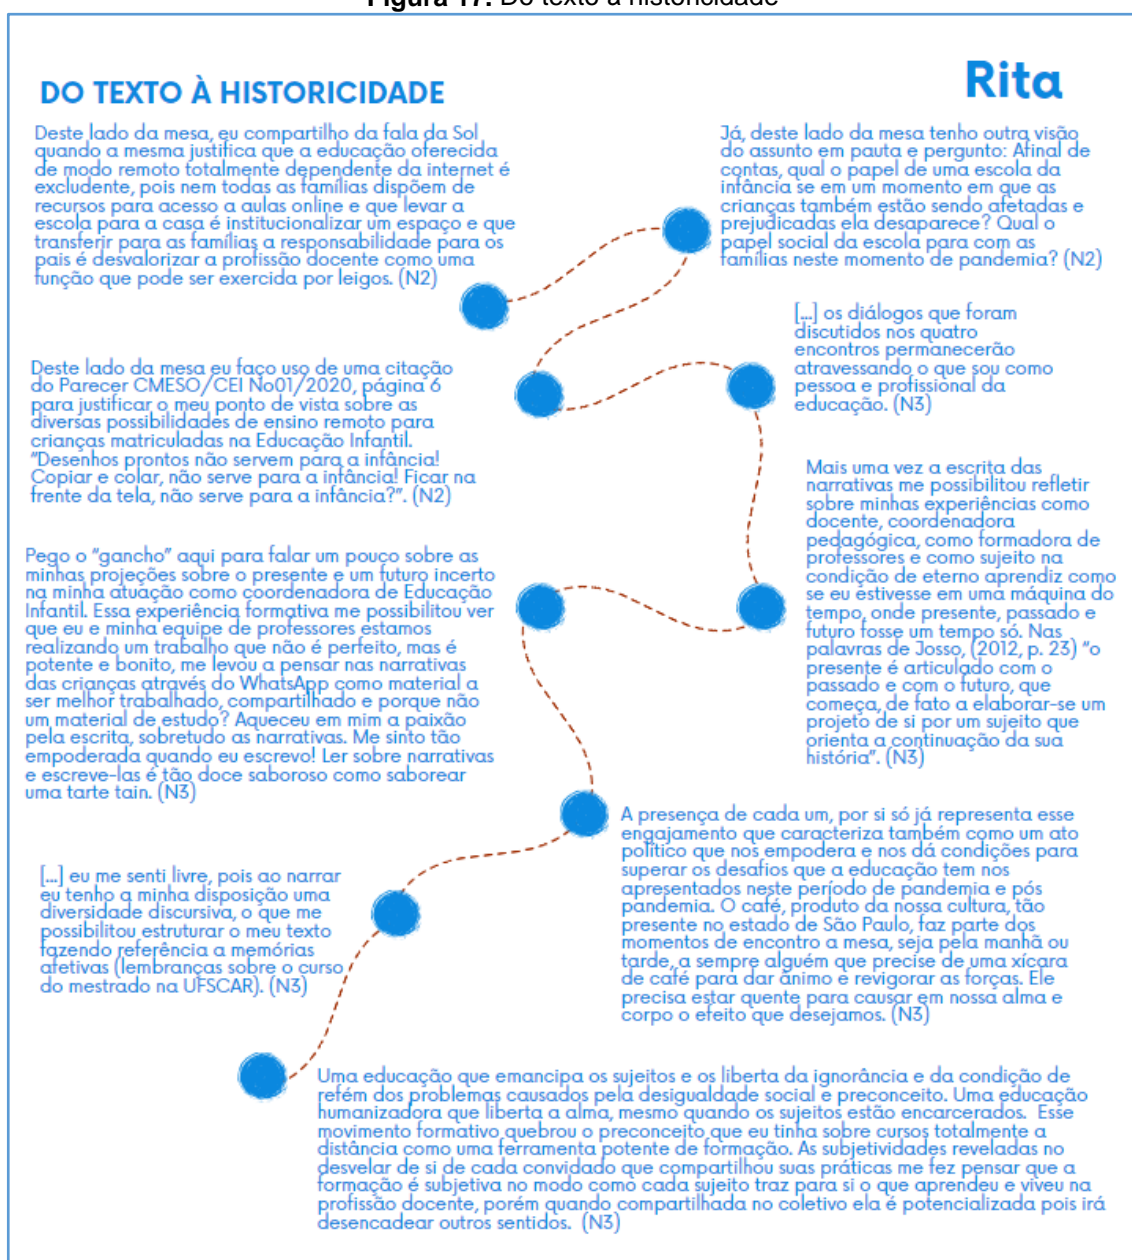 Figura 17. Do texto à historicidade
DO TEXTO À HISTORICIDADE
Rita
Deste lado da mesa, eu compartilho da fala da Sol
quando a mesma justifica que a educação oferecida
de modo remoto totalmente dependente da internet é
excludente, pois nem todas as famílias dispõem de
recursos para acesso a aulas online e que levar a
escola para a casa é institucionalizar um espaço e que
transferir para as famílias a responsabilidade para os
pais é desvalorizar a profissão docente como uma
função que pode ser exercida por leigos. (N2)
Já, deste lado da mesa tenho outra visão
do assunto em pauta e pergunto: Afinal de
contas, qual o papel de uma escola da
infância se em um momento em que as
crianças também estão sendo afetadas e
prejudicadas ela desaparece? Qual o
papel social da escola para com as
famílias neste momento de pandemia? (N2)
Deste lado da mesa eu faço uso de uma citação
do Parecer CMESO/CEI No01/2020, página 6
para justificar o meu ponto de vista sobre as
diversas possibilidades de ensino remoto para
crianças matriculadas na Educação Infantil.
"Desenhos prontos não servem para a infância!
Copiar e colar, não serve para a infância! Ficar na
frente da tela, não serve para a infância?". (N2)
[...] os diálogos que foram
discutidos nos quatro
encontros permanecerão
atravessando o que sou como
pessoa e profissional da
educação. (N3)
Mais uma vez a escrita das
narrativas me possibilitou refletir
sobre minhas experiências como
docente, coordenadora
pedagógica, como formadora de
professores e como sujeito na
condição de eterno aprendiz como
se eu estivesse em uma máquina do
tempo, onde presente, passado e
futuro fosse um tempo só. Nas
palavras de Josso, (2012, p. 23) "o
presente é articulado com o
passado e com o futuro, que
começa, de fato a elaborar-se um
projeto de si por um sujeito que
orienta a continuação da sua
história". (N3)
Pego o "gancho" aqui para falar um pouco sobre as
minhas projeções sobre o presente e um futuro incerto
na minha atuação como coordenadora de Educação
Infantil. Essa experiência formativa me possibilitou ver
que eu e minha equipe de professores estamos
realizando um trabalho que não é perfeito, mas é
potente e bonito, me levou a pensar nas narrativas
das crianças através do WhatsApp como material a
ser melhor trabalhado, compartilhado e porque não
um material de estudo? Aqueceu em mim a paixão
pela escrita, sobretudo as narrativas. Me sinto tão
empoderada quando eu escrevo! Ler sobre narrativas
e escreve-las é tão doce saboroso como saborear
uma tarte tain. (N3)
A presença de cada um, por si só já representa esse
engajamento que caracteriza também como um ato
político que nos empodera e nos dá condições para
superar os desafios que a educação tem nos
apresentados neste período de pandemia e pós
pandemia. O café, produto da nossa cultura, tão
presente no estado de São Paulo, faz parte dos
momentos de encontro a mesa, seja pela manhã ou
tarde, a sempre alguém que precise de uma xícara
de café para dar ânimo e revigorar as forças. Ele
precisa estar quente para causar em nossa alma e
corpo o efeito que desejamos. (N3)
[...] eu me senti livre, pois ao narrar
eu tenho a minha disposição uma
diversidade discursiva, o que me
possibilitou estruturar o meu texto
fazendo referência a memórias
afetivas (lembranças sobre o curso
do mestrado na UFSCAR). (N3)
Uma educação que emancipa os sujeitos e os liberta da ignorância e da condição de
refém dos problemas causados pela desigualdade social e preconceito. Uma educação
humanizadora que liberta a alma, mesmo quando os sujeitos estão encarcerados. Esse
movimento formativo quebrou o preconceito que eu tinha sobre cursos totalmente a
distância como uma ferramenta potente de formação. As subjetividades reveladas no
desvelar de si de cada convidado que compartilhou suas práticas me fez pensar que a
formação é subjetiva no modo como cada sujeito traz para si o que aprendeu e viveu na
profissão docente, porém quando compartilhada no coletivo ela é potencializada pois irá
desencadear outros sentidos. (N3)